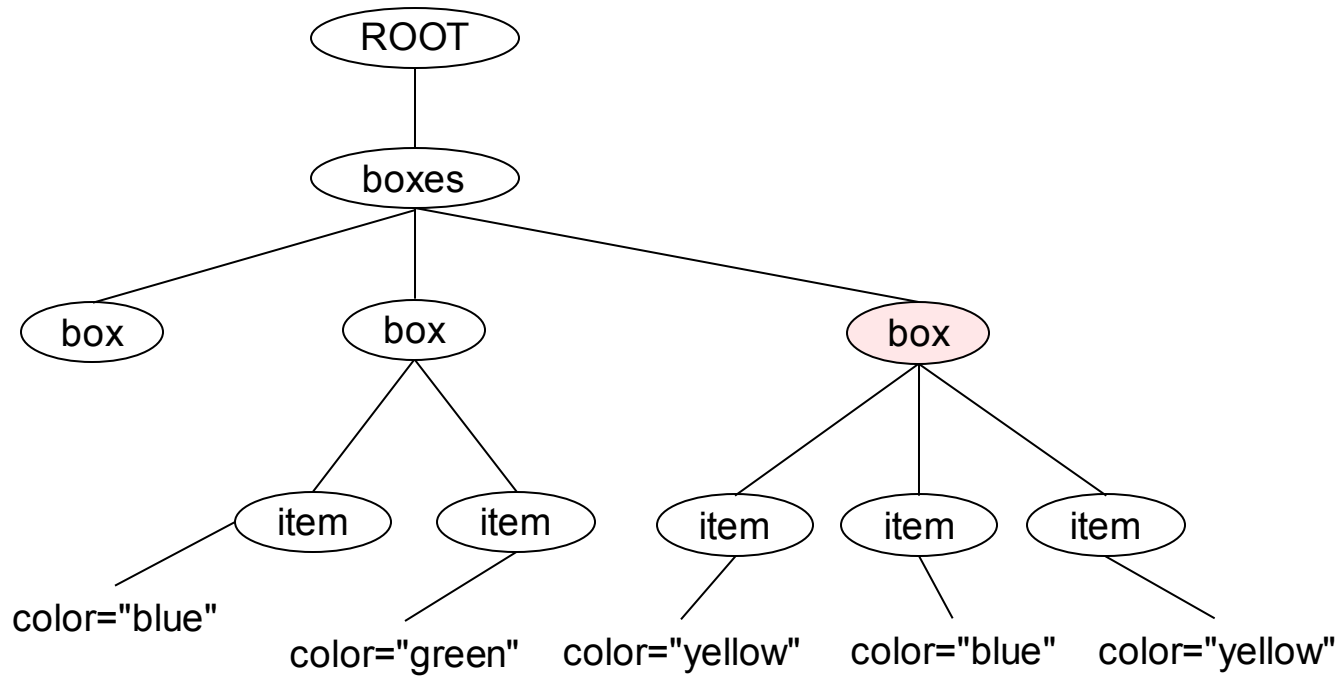 ROOT
boxes
box
box
box
item
item
item
item
item
color="blue"
color="green"
color="yellow"
color="blue"
color="yellow"